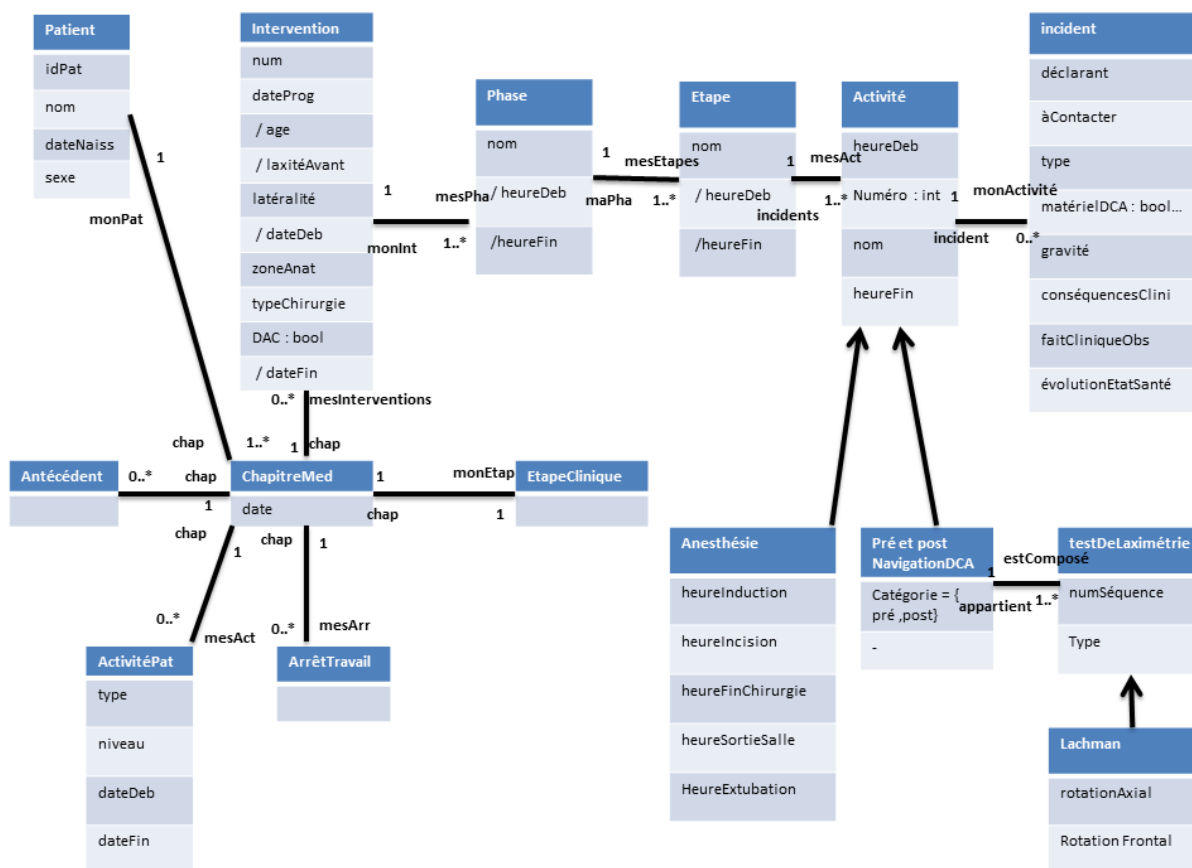 Patient
idPat
nom
dateNaiss
sexe
1
monPat
Intervention
num
dateProg
/ age
/ laxitéAvant
latéralité
/ dateDeb
zoneAnat
typeChirurgie
DAC : bool
/ dateFin
1
monInt
mesPha
1..*
Phase
nom
/ heureDeb
/heureFin
1
maPha
mesEtapes
1..*
Etape
nom
/ heureDeb
/heureFin
1
incidents
mesAct
1..*
Activité
heureDeb
Numéro : int
nom
heureFin
1
incident
monActivité
0..*
incident
déclarant
àContacter
type
matérielDCA : bool...
gravité
conséquencesClini
faitCliniqueObs
évolutionEtatSanté
0..*
mesInterventions
chap
1..*
1
chap
Antécédent
0..*
chap
1
ChapitreMed
date
1
chap
monEtap
1
EtapeClinique
chap
1
chap
1
0..*
mesAct
0..*
mesArr
ActivitéPat
type
niveau
dateDeb
dateFin
ArrêtTravail
Anesthésie
heureInduction
heureIncision
heureFinChirurgie
heureSortieSalle
HeureExtubation
Pré et post
NavigationDCA
Catégorie = {
pré ,post}
-
1
appartient
estComposé
1..*
testDeLaximétrie
numSéquence
Type
Lachman
rotationAxial
Rotation Frontal